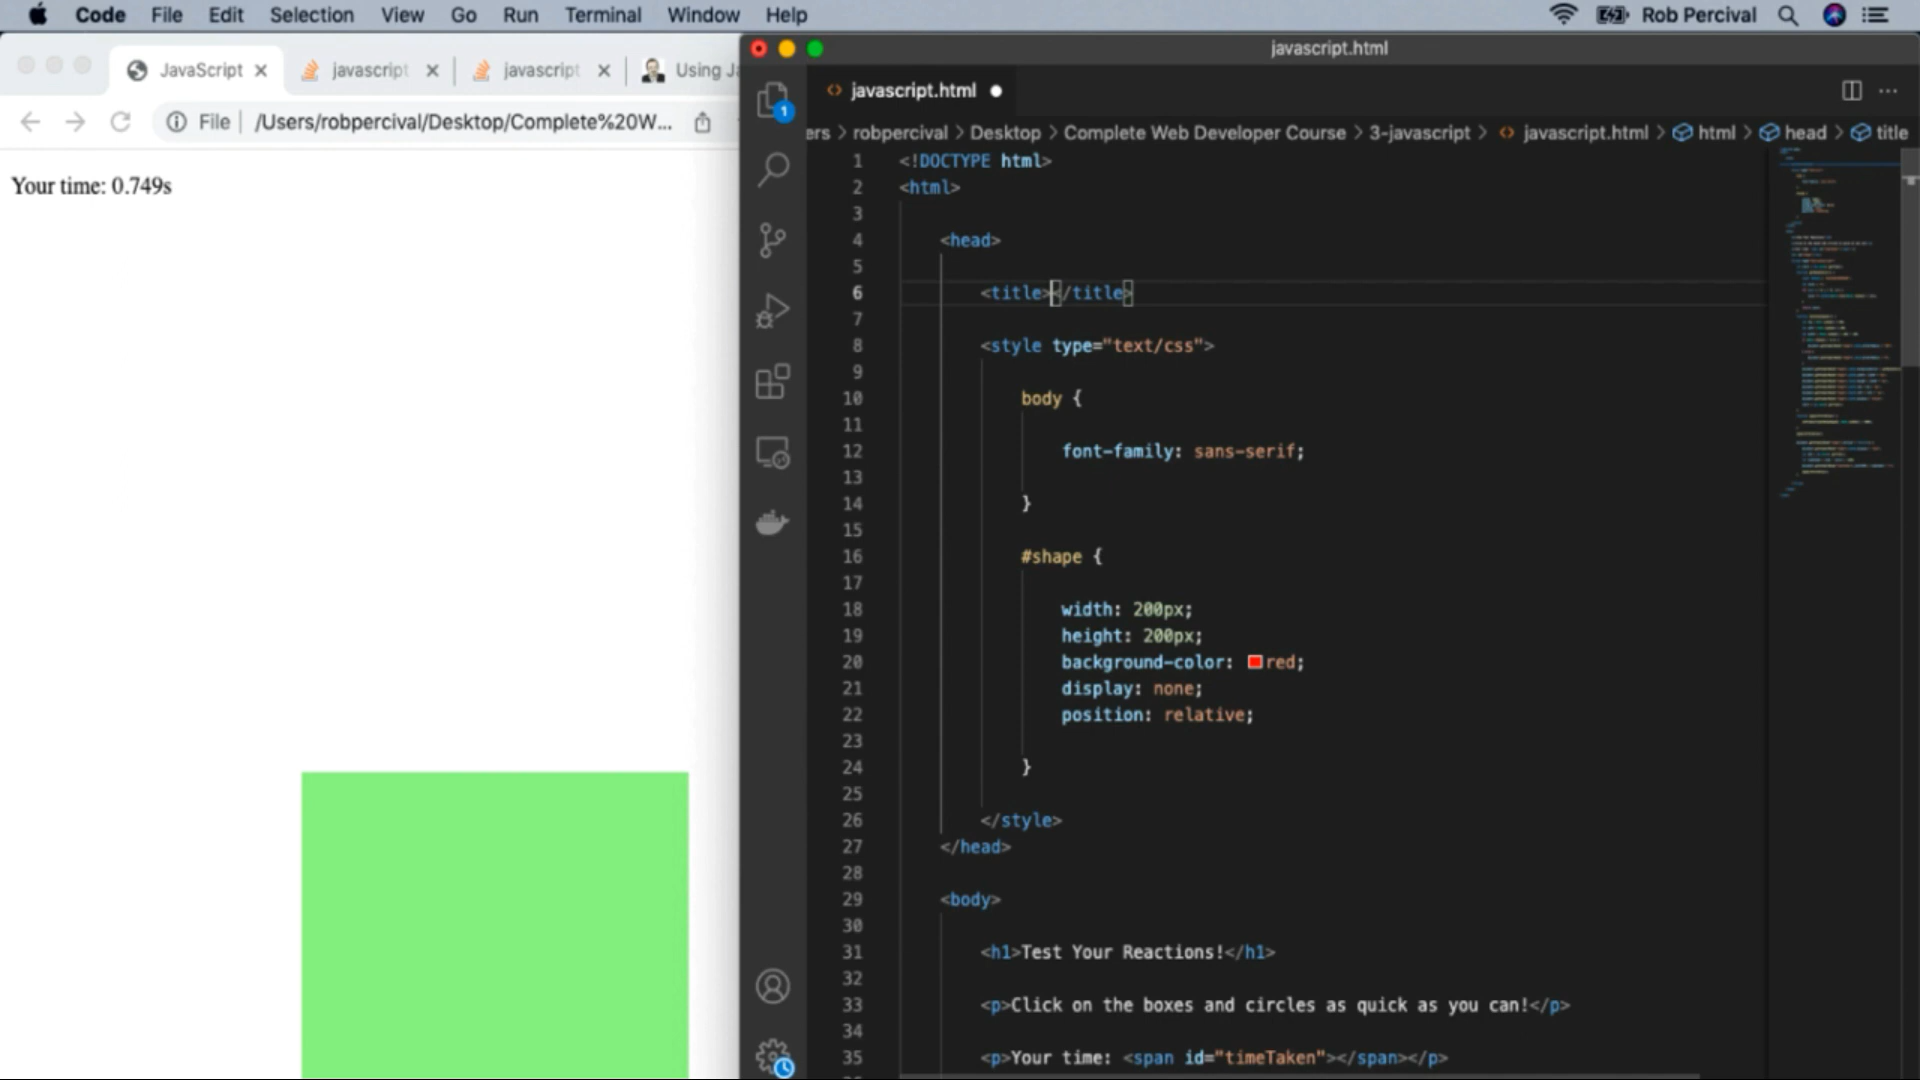 Code File Edit Selection View Go Run Terminal Window Help Rob Percival
JavaScript javascript javascript Using Ja
File /Users/robpercival/Desktop/Complete%20W...
Your time: 0.749s
javascript.html
1
javascript.html
ers > robpercival > Desktop > Complete Web Developer Course > 3-javascript > javascript.html > html > head > title
1 <!DOCTYPE html>
2 <html>
3
4 <head>
5
6 <title></title>
7
8 <style type="text/css">
9
10 body {
11
12 font-family: sans-serif;
13
14 }
15
16 #shape {
17
18 width: 200px;
19 height: 200px;
20 background-color: red;
21 display: none;
22 position: relative;
23
24 }
25
26 </style>
27 </head>
28
29 <body>
30
31 <h1>Test Your Reactions!</h1>
32
33 <p>Click on the boxes and circles as quick as you can!</p>
34
35 <p>Your time: <span id="timeTaken"></span></p>